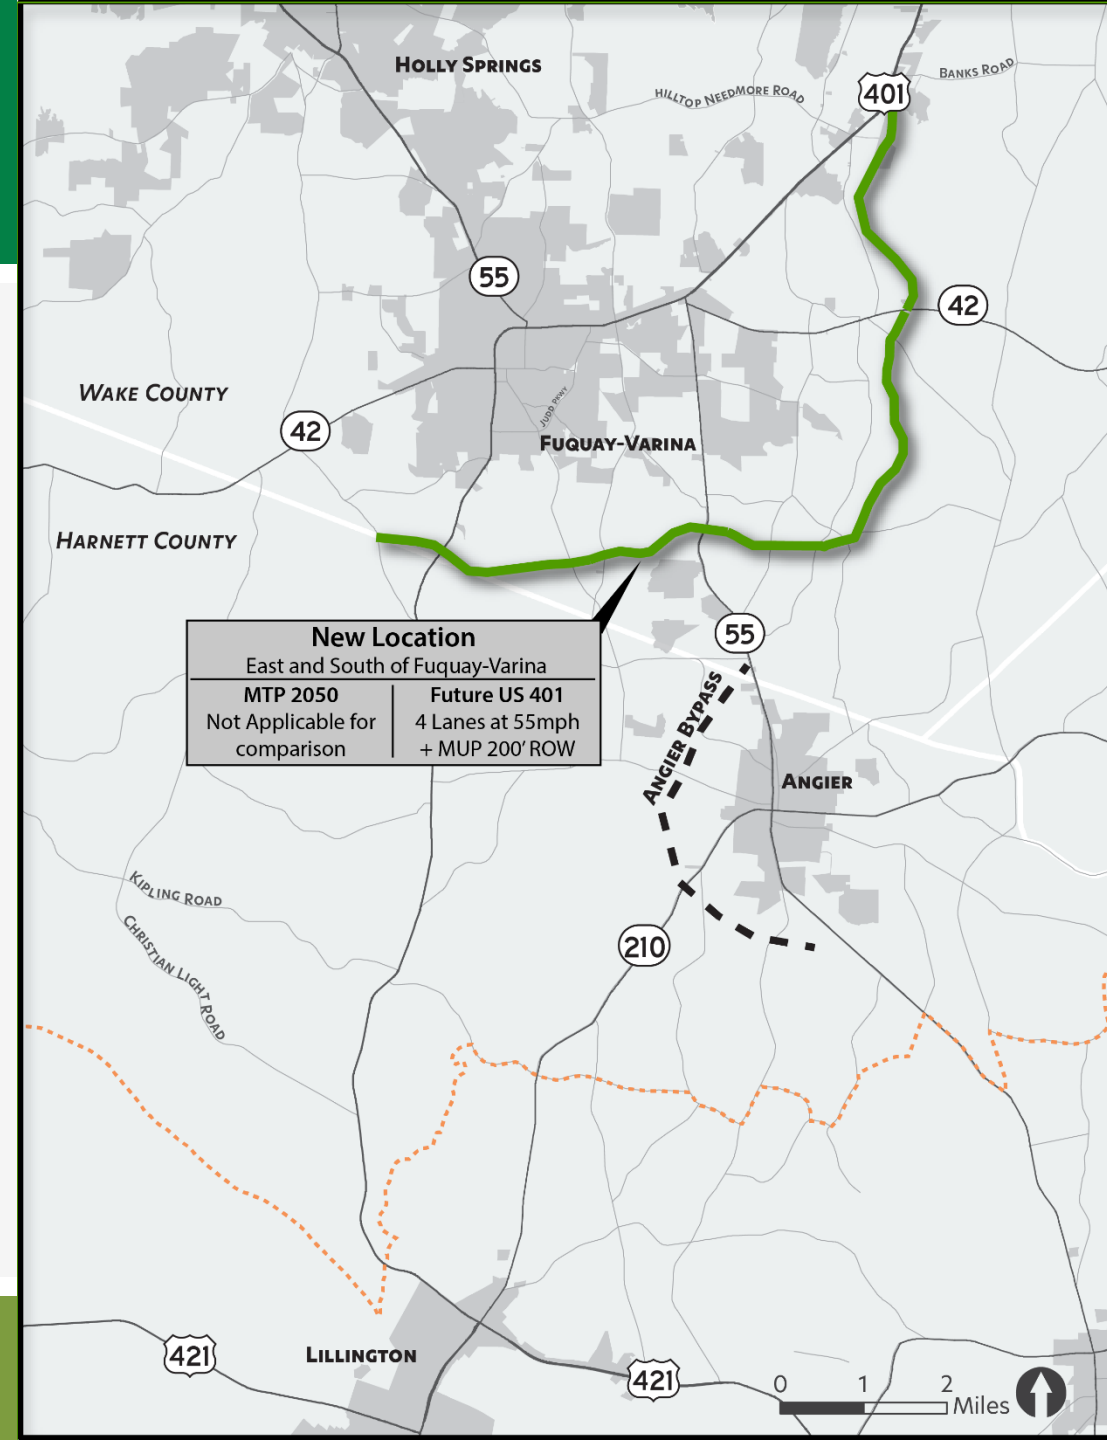 HOLLY SPRINGS
HILLTOP NEEDMORE ROAD
BANKS ROAD
401
55
42
WAKE COUNTY
42
JUDD PKWY
FUQUAY-VARINA
HARNETT COUNTY
New Location
East and South of Fuquay-Varina
MTP 2050
Not Applicable for
comparison
Future US 401
4 Lanes at 55mph
+ MUP 200' ROW
55
ANGIER BYPASS
ANGIER
KIPLING ROAD
CHRISTIAN LIGHT ROAD
210
LILLINGTON
421
421
0 1 2
Miles